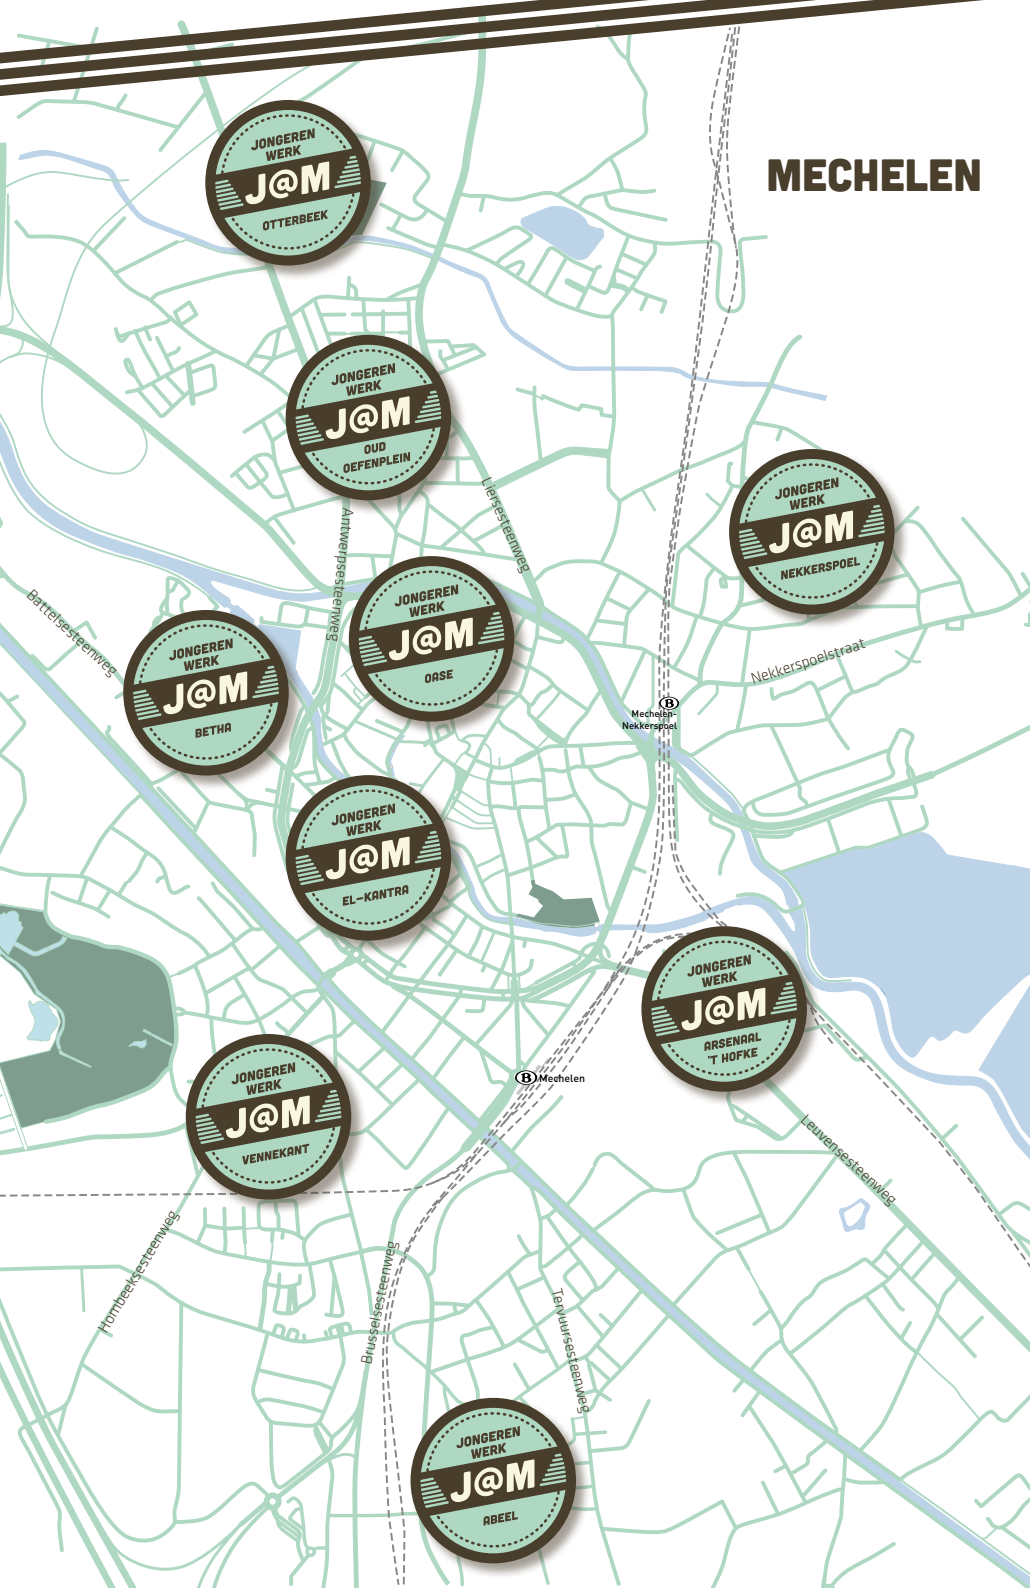 MECHELEN
JONGEREN
WERK
J@M
OTTERBEEK
JONGEREN
WERK
J@M
OUD
OEFENPLEIN
Liersesteenweg
Antwerpsesteenweg
JONGEREN
WERK
J@M
NEKKERSPOEL
Battelsesteenweg
JONGEREN
WERK
J@M
OASE
JONGEREN
WERK
J@M
BETHA
Nekkerspoelstraat
B
Mechelen-
Nekkerspoel
JONGEREN
WERK
J@M
EL-KANTRA
JONGEREN
WERK
J@M
ARSENAAL
'T HOFKE
B Mechelen
JONGEREN
WERK
J@M
VENNEKANT
Leuvensesteenweg
Hombeeksesteenweg
Brusselsesteenweg
Tervuursesteenweg
JONGEREN
WERK
J@M
ABEEL